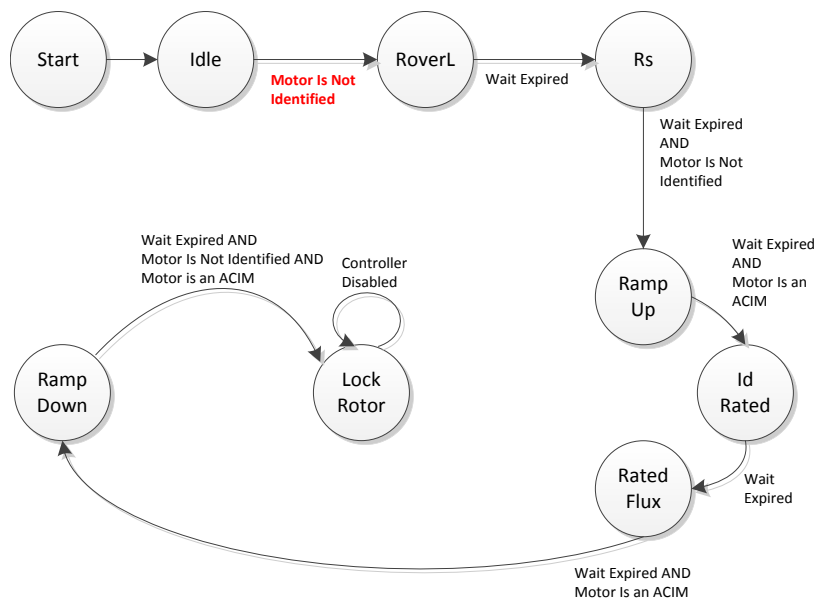 Start
Idle
Motor Is Not
Identified
RoverL
Wait Expired
Rs
Wait Expired
AND
Motor Is Not
Identified
Ramp
Up
Wait Expired
AND
Motor Is an
ACIM
Id
Rated
Wait
Expired
Rated
Flux
Wait Expired AND
Motor Is an ACIM
Ramp
Down
Wait Expired AND
Motor Is Not Identified AND
Motor is an ACIM
Lock
Rotor
Controller
Disabled